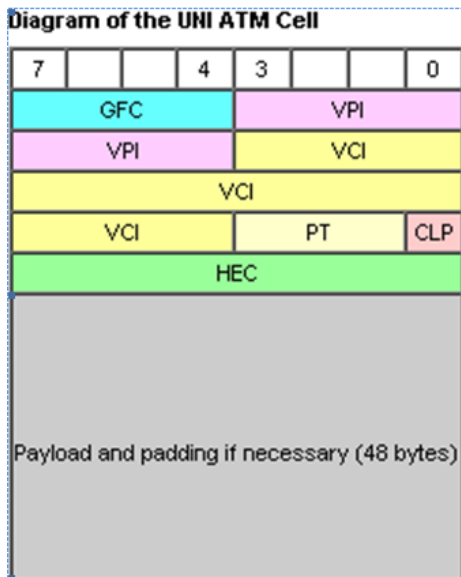 Diagram of the UNI ATM Cell
7 4 3 0
GFC VPI
VPI VCI
VCI
VCI PT CLP
HEC
Payload and padding if necessary (48 bytes)